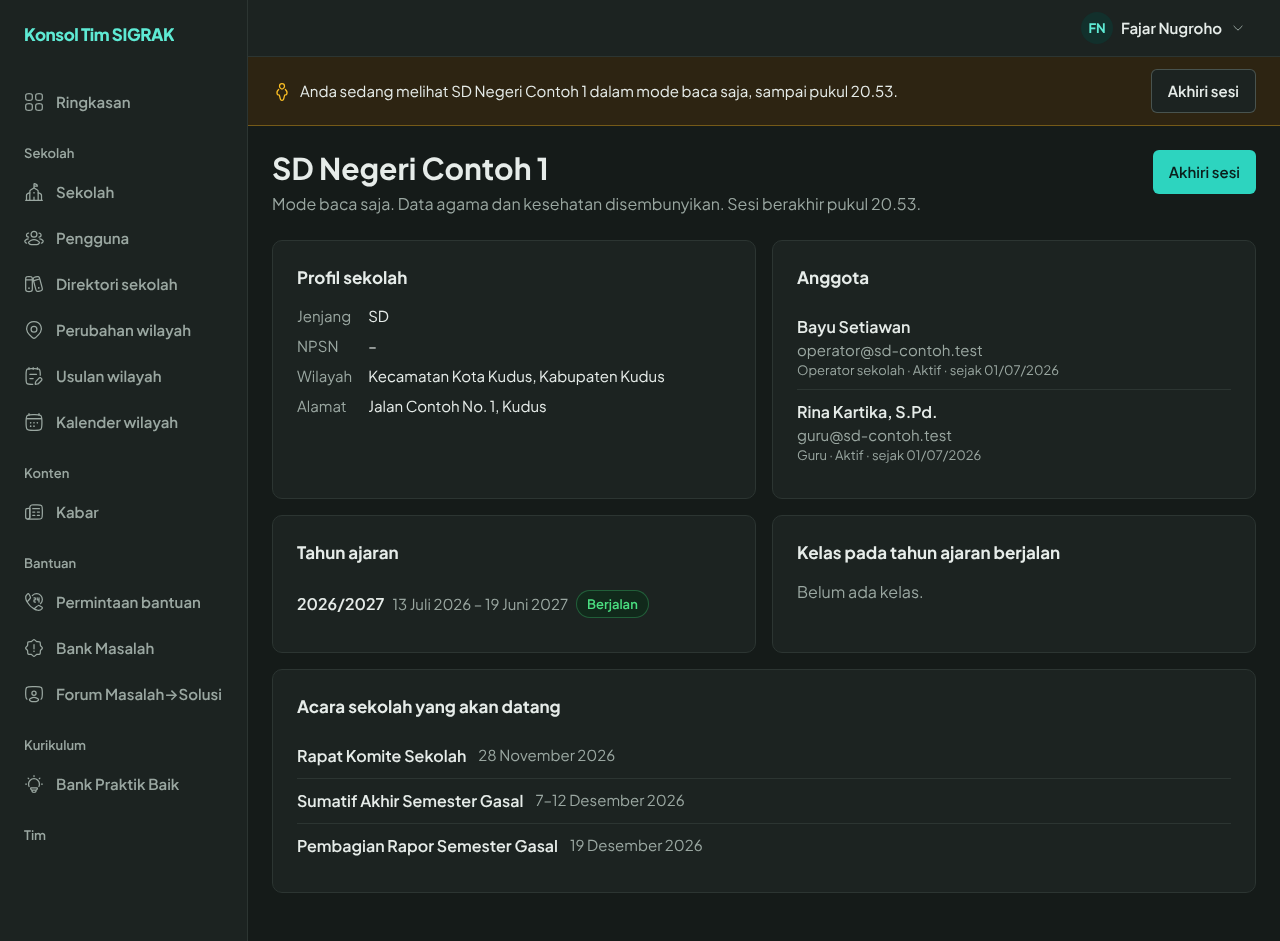 Konsol Tim SIGRAK
FN Fajar Nugroho
Ringkasan
Sekolah
Sekolah
Pengguna
Direktori sekolah
Perubahan wilayah
Usulan wilayah
Kalender wilayah
Konten
Kabar
Bantuan
Permintaan bantuan
Bank Masalah
Forum Masalah→Solusi
Kurikulum
Bank Praktik Baik
Tim
Anda sedang melihat SD Negeri Contoh 1 dalam mode baca saja, sampai pukul 20.53.
Akhiri sesi
SD Negeri Contoh 1
Akhiri sesi
Mode baca saja. Data agama dan kesehatan disembunyikan. Sesi berakhir pukul 20.53.
Profil sekolah
Jenjang SD
NPSN –
Wilayah Kecamatan Kota Kudus, Kabupaten Kudus
Alamat Jalan Contoh No. 1, Kudus
Anggota
Bayu Setiawan
operator@sd-contoh.test
Operator sekolah · Aktif · sejak 01/07/2026
Rina Kartika, S.Pd.
guru@sd-contoh.test
Guru · Aktif · sejak 01/07/2026
Tahun ajaran
2026/2027 13 Juli 2026 – 19 Juni 2027 Berjalan
Kelas pada tahun ajaran berjalan
Belum ada kelas.
Acara sekolah yang akan datang
Rapat Komite Sekolah 28 November 2026
Sumatif Akhir Semester Gasal 7–12 Desember 2026
Pembagian Rapor Semester Gasal 19 Desember 2026